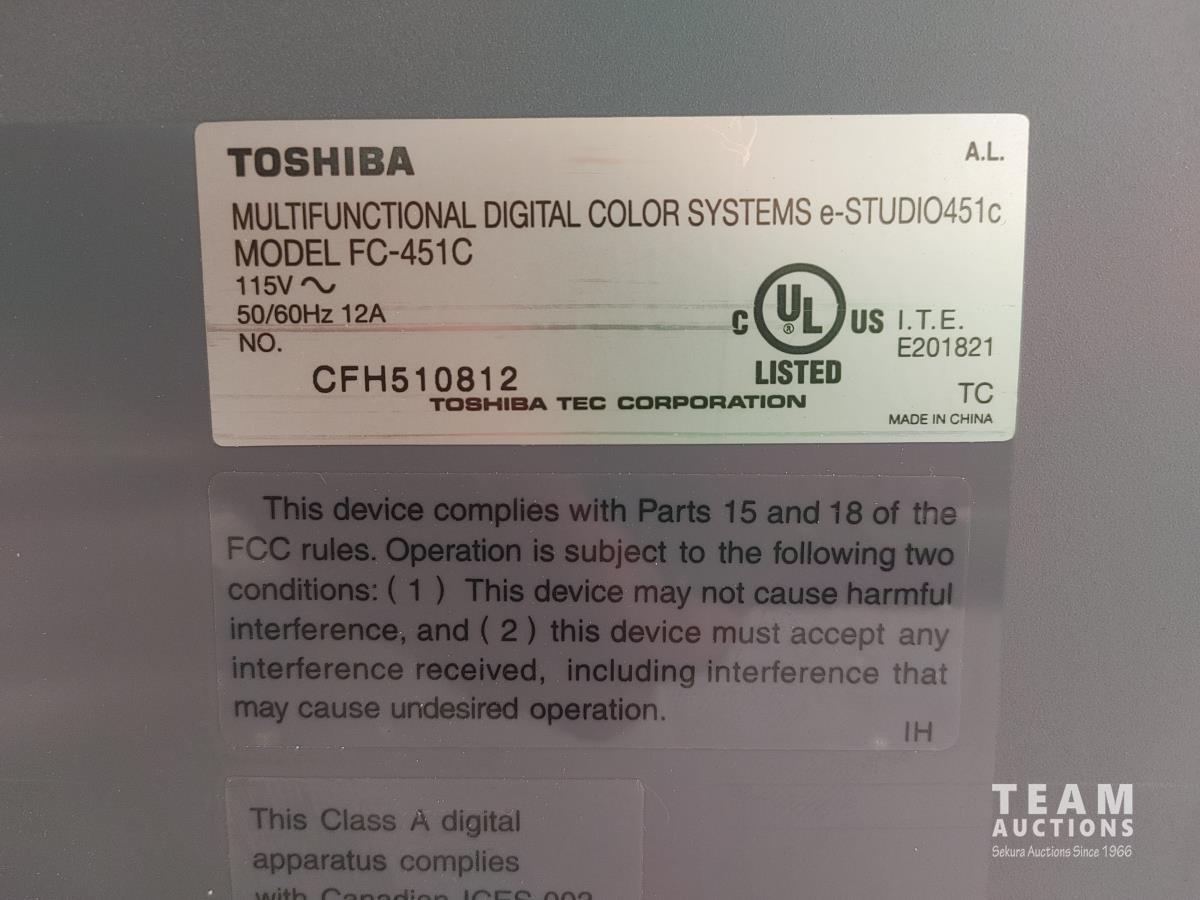 TOSHIBA
A.L.
MULTIFUNCTIONAL DIGITAL COLOR SYSTEMS e-STUDIO451c
MODEL FC-451C
115V ～
50/60Hz 12A
NO.
CFH510812
C UL ® US
LISTED
I.T.E.
E201821
TOSHIBA TEC CORPORATION
TC
MADE IN CHINA
This device complies with Parts 15 and 18 of the
FCC rules. Operation is subject to the following two
conditions: ( 1 ) This device may not cause harmful
interference, and ( 2 ) this device must accept any
interference received, including interference that
may cause undesired operation.
IH
This Class A digital
apparatus complies
with Canadian ICES-003
TEAM
AUCTIONS
Sekura Auctions Since 1966